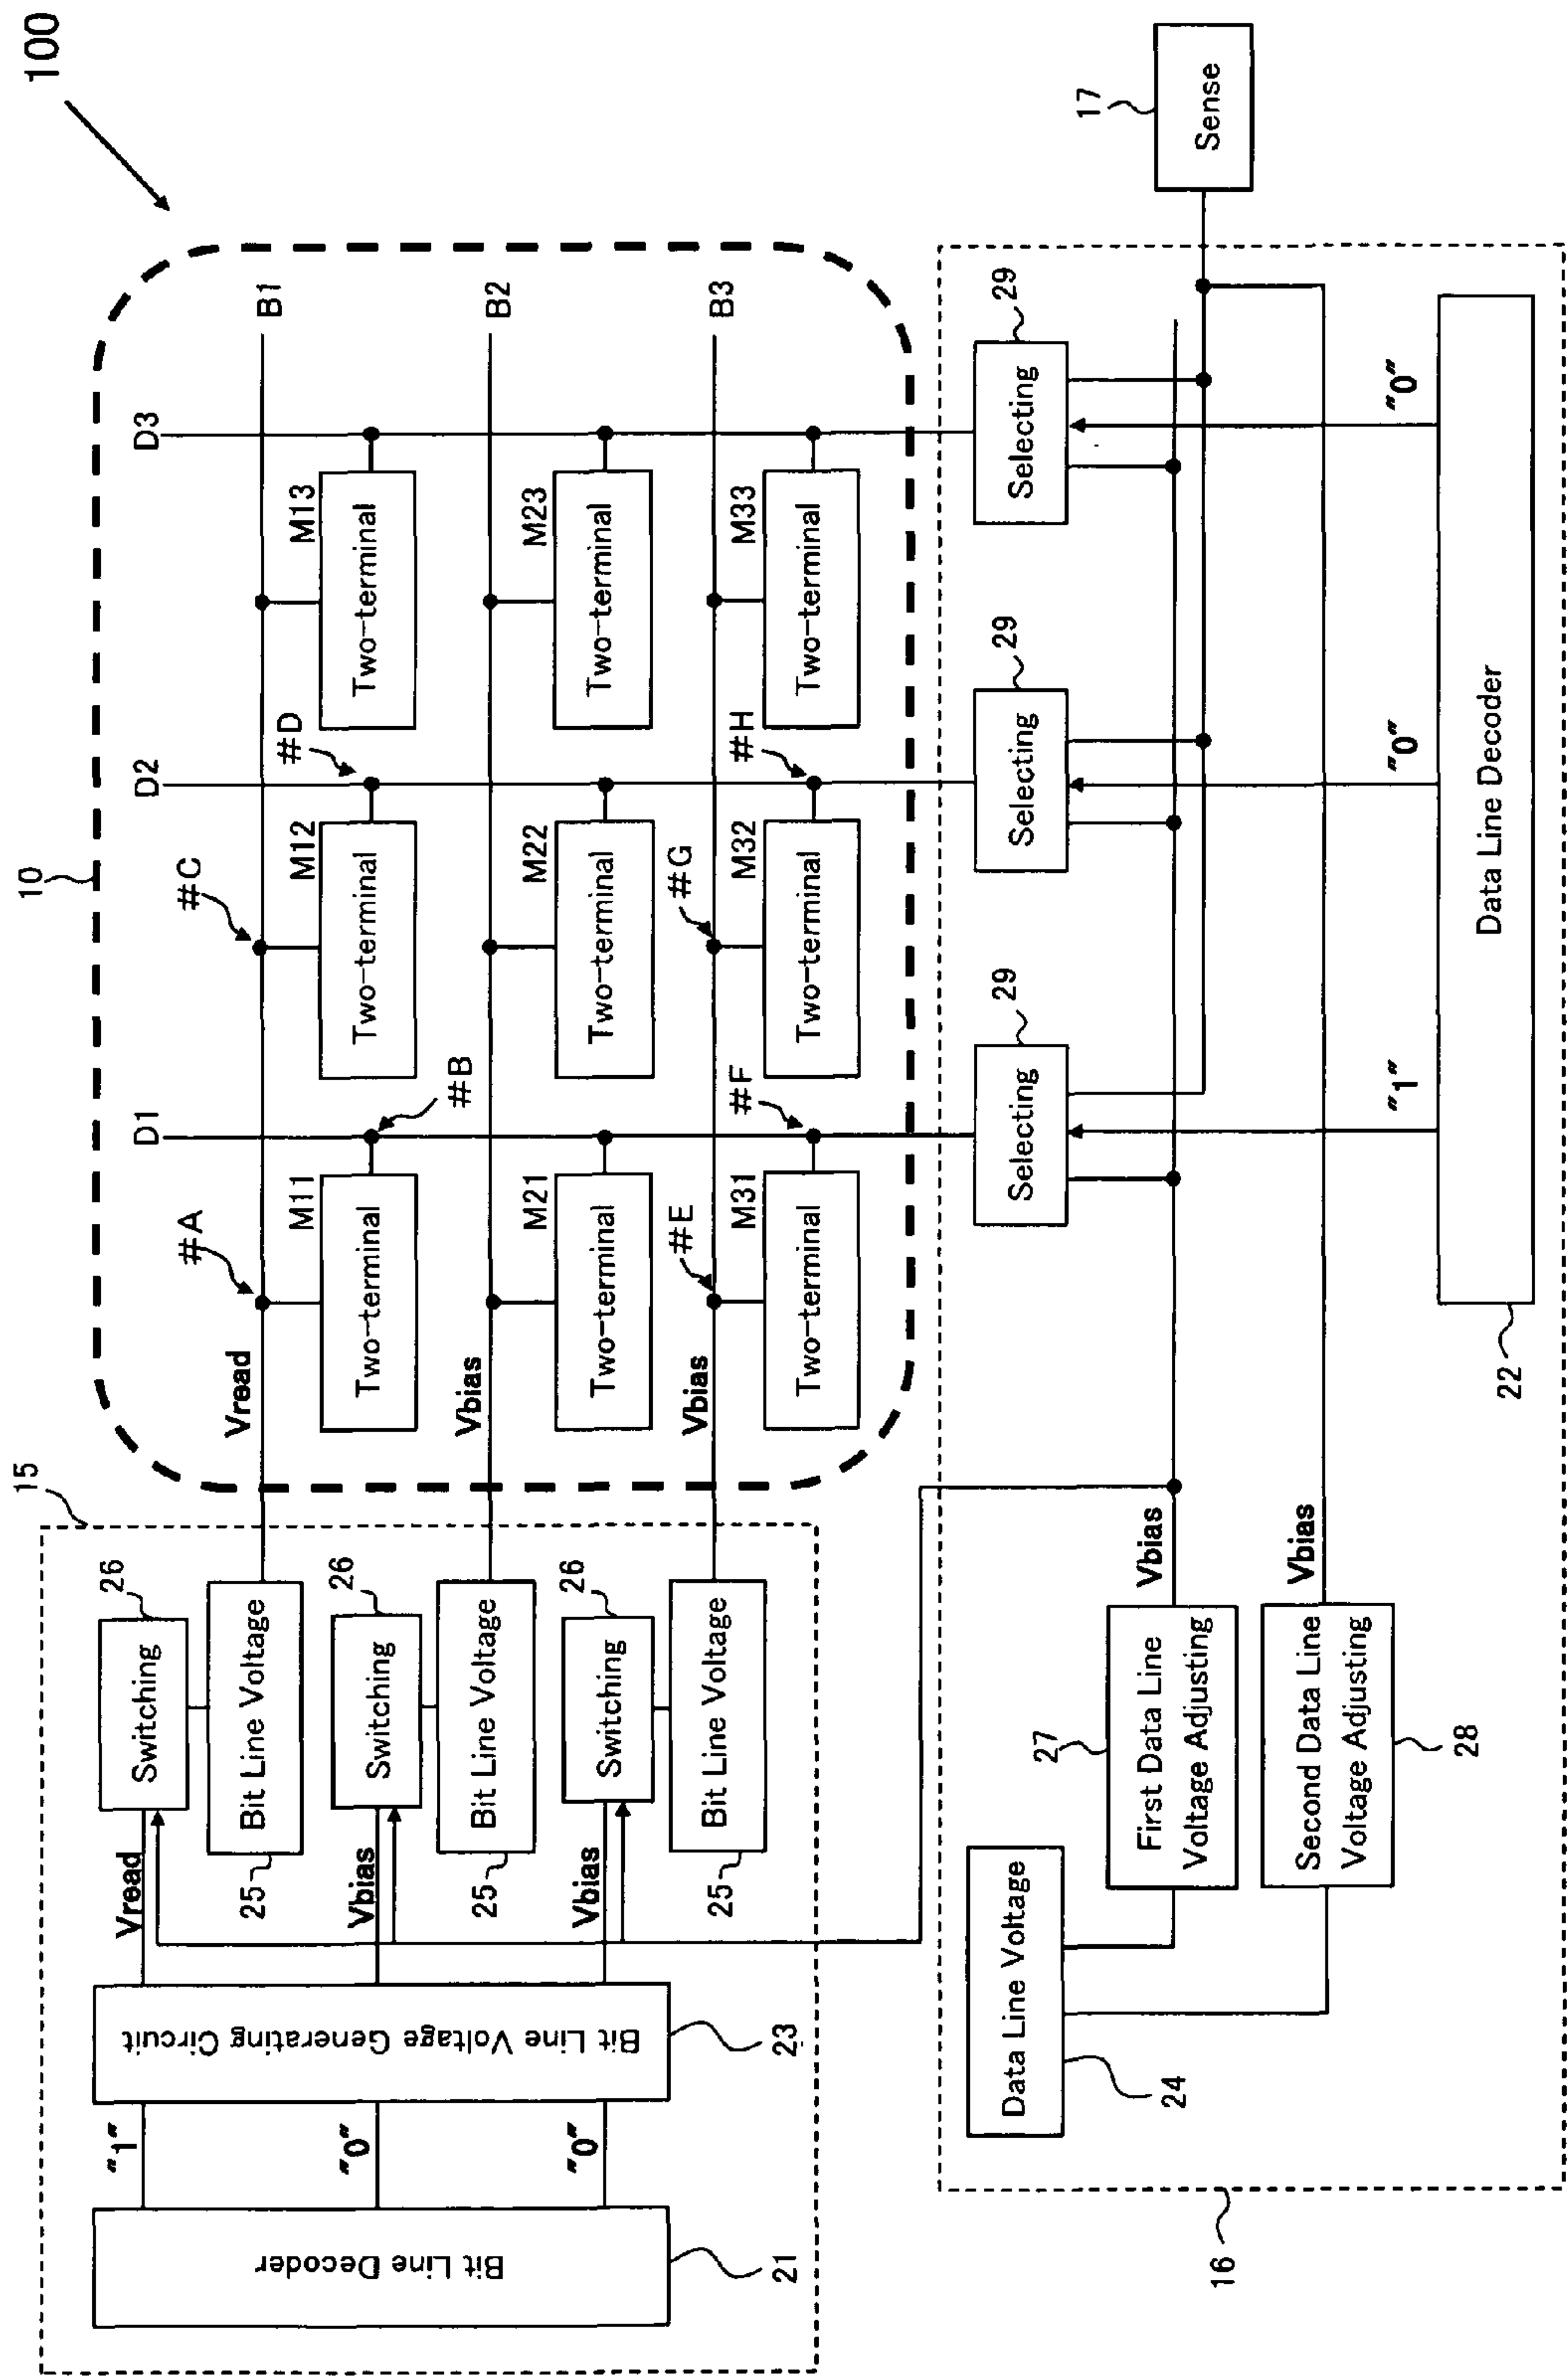 100
10
15
D1
D2
D3
B1
B2
B3
#A
#B
#C
#D
#E
#F
#G
#H
M11
Two-terminal
M12
Two-terminal
M13
Two-terminal
M21
Two-terminal
M22
Two-terminal
M23
Two-terminal
M31
Two-terminal
M32
Two-terminal
M33
Two-terminal
Vread
Vbias
Vbias
Bit Line Decoder
21
"1"
"0"
"0"
Bit Line Voltage Generating Circuit
23
Vread
Vbias
Vbias
Switching
26
Bit Line Voltage
25
Switching
26
Bit Line Voltage
25
Switching
26
Bit Line Voltage
25
16
Data Line Voltage
24
First Data Line
Voltage Adjusting
27
Second Data Line
Voltage Adjusting
28
Vbias
Vbias
Selecting
29
Selecting
29
Selecting
29
"1"
"0"
"0"
Data Line Decoder
22
Sense
17